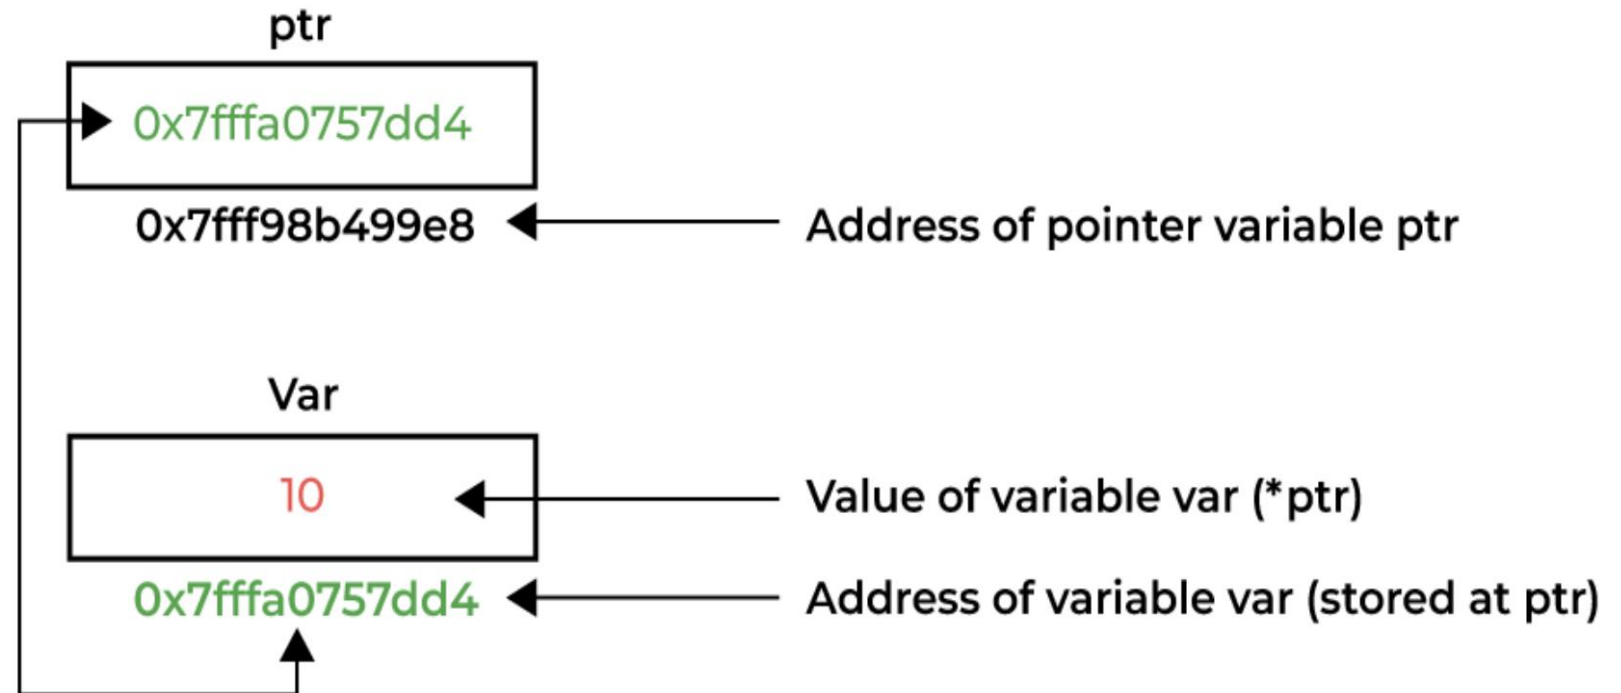 ptr
0x7fffa0757dd4
0x7fff98b499e8
Address of pointer variable ptr
Var
10
Value of variable var (*ptr)
0x7fffa0757dd4
Address of variable var (stored at ptr)